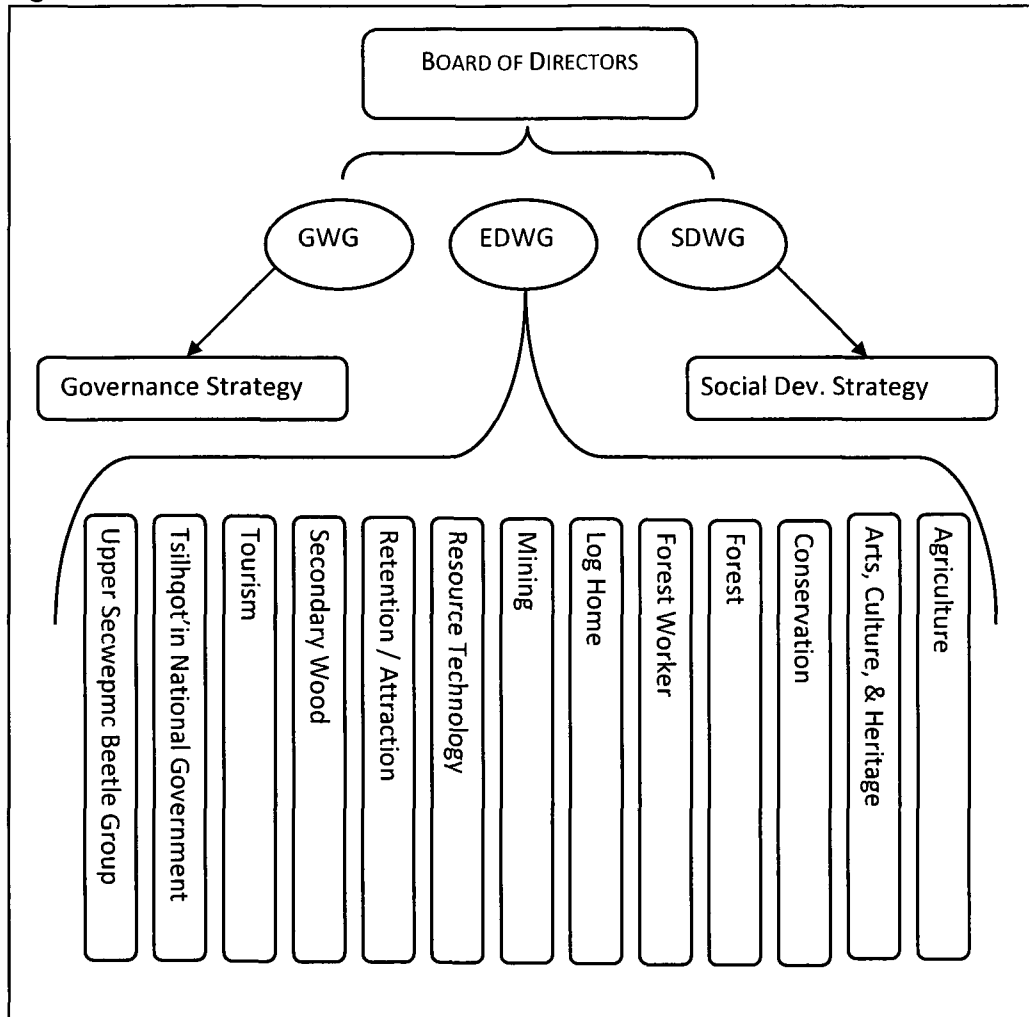 BOARD OF DIRECTORS
GWG
EDWG
SDWG
Governance Strategy
Social Dev. Strategy
Upper Secwepmc Beetle Group
Tsilhqot'in National Government
Tourism
Secondary Wood
Retention / Attraction
Resource Technology
Mining
Log Home
Forest Worker
Forest
Conservation
Arts, Culture, & Heritage
Agriculture